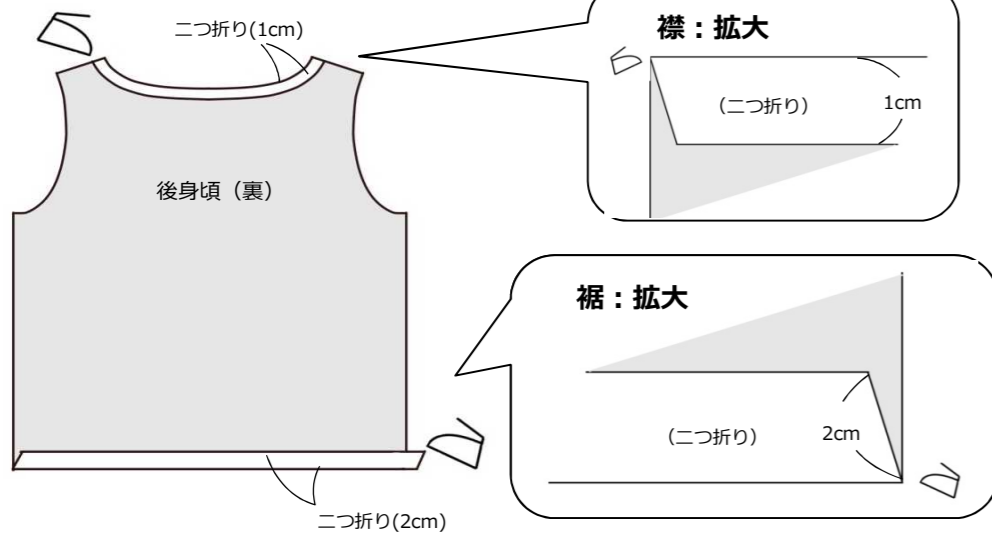 二つ折り(1cm)
後身頃（裏）
二つ折り(2cm)
襟：拡大
（二つ折り）
1cm
裾：拡大
（二つ折り）
2cm